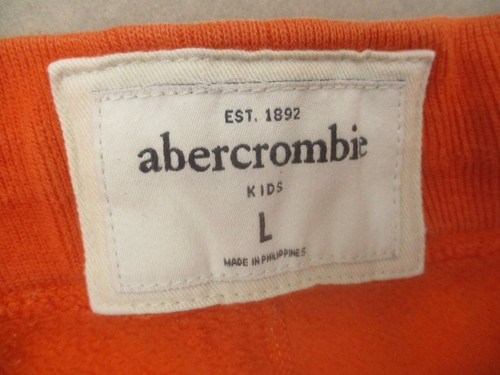 EST. 1892
abercrombie
KIDS
L
MADE IN PHILIPPINES